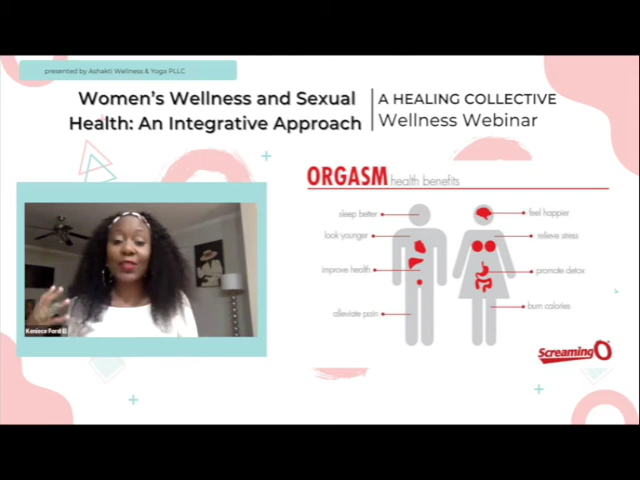 presented by Ashakti Wellness & Yoga PLLC
Women's Wellness and Sexual
Health: An Integrative Approach
A HEALING COLLECTIVE
Wellness Webinar
ORGASM health benefits
sleep better
feel happier
look younger
relieve stress
improve health
promote detox
alleviate pain
burn calories
Screaming O
Keniece Ford